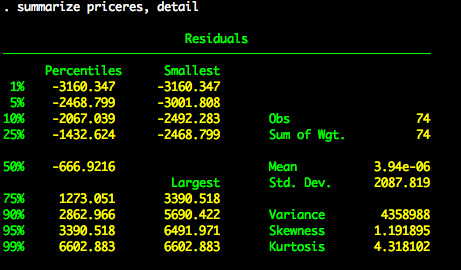 . summarize priceres, detail
Residuals
Percentiles Smallest
1% -3160.347 -3160.347
5% -2468.799 -3001.808
10% -2067.039 -2492.283 Obs 74
25% -1432.624 -2468.799 Sum of Wgt. 74
50% -666.9216 Mean 3.94e-06
Largest Std. Dev. 2087.819
75% 1273.051 3390.518
90% 2862.966 5690.422 Variance 4358988
95% 3390.518 6491.971 Skewness 1.191895
99% 6602.883 6602.883 Kurtosis 4.318102